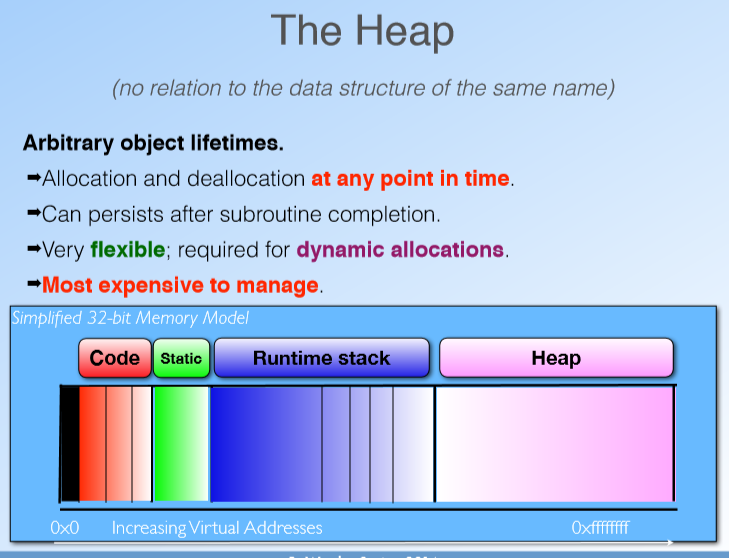 The Heap
(no relation to the data structure of the same name)
Arbitrary object lifetimes.
➡Allocation and deallocation at any point in time.
➡Can persists after subroutine completion.
➡Very flexible; required for dynamic allocations.
➡Most expensive to manage.
Simplified 32-bit Memory Model
Code Static Runtime stack Heap
0x0 Increasing Virtual Addresses 0xffffffff